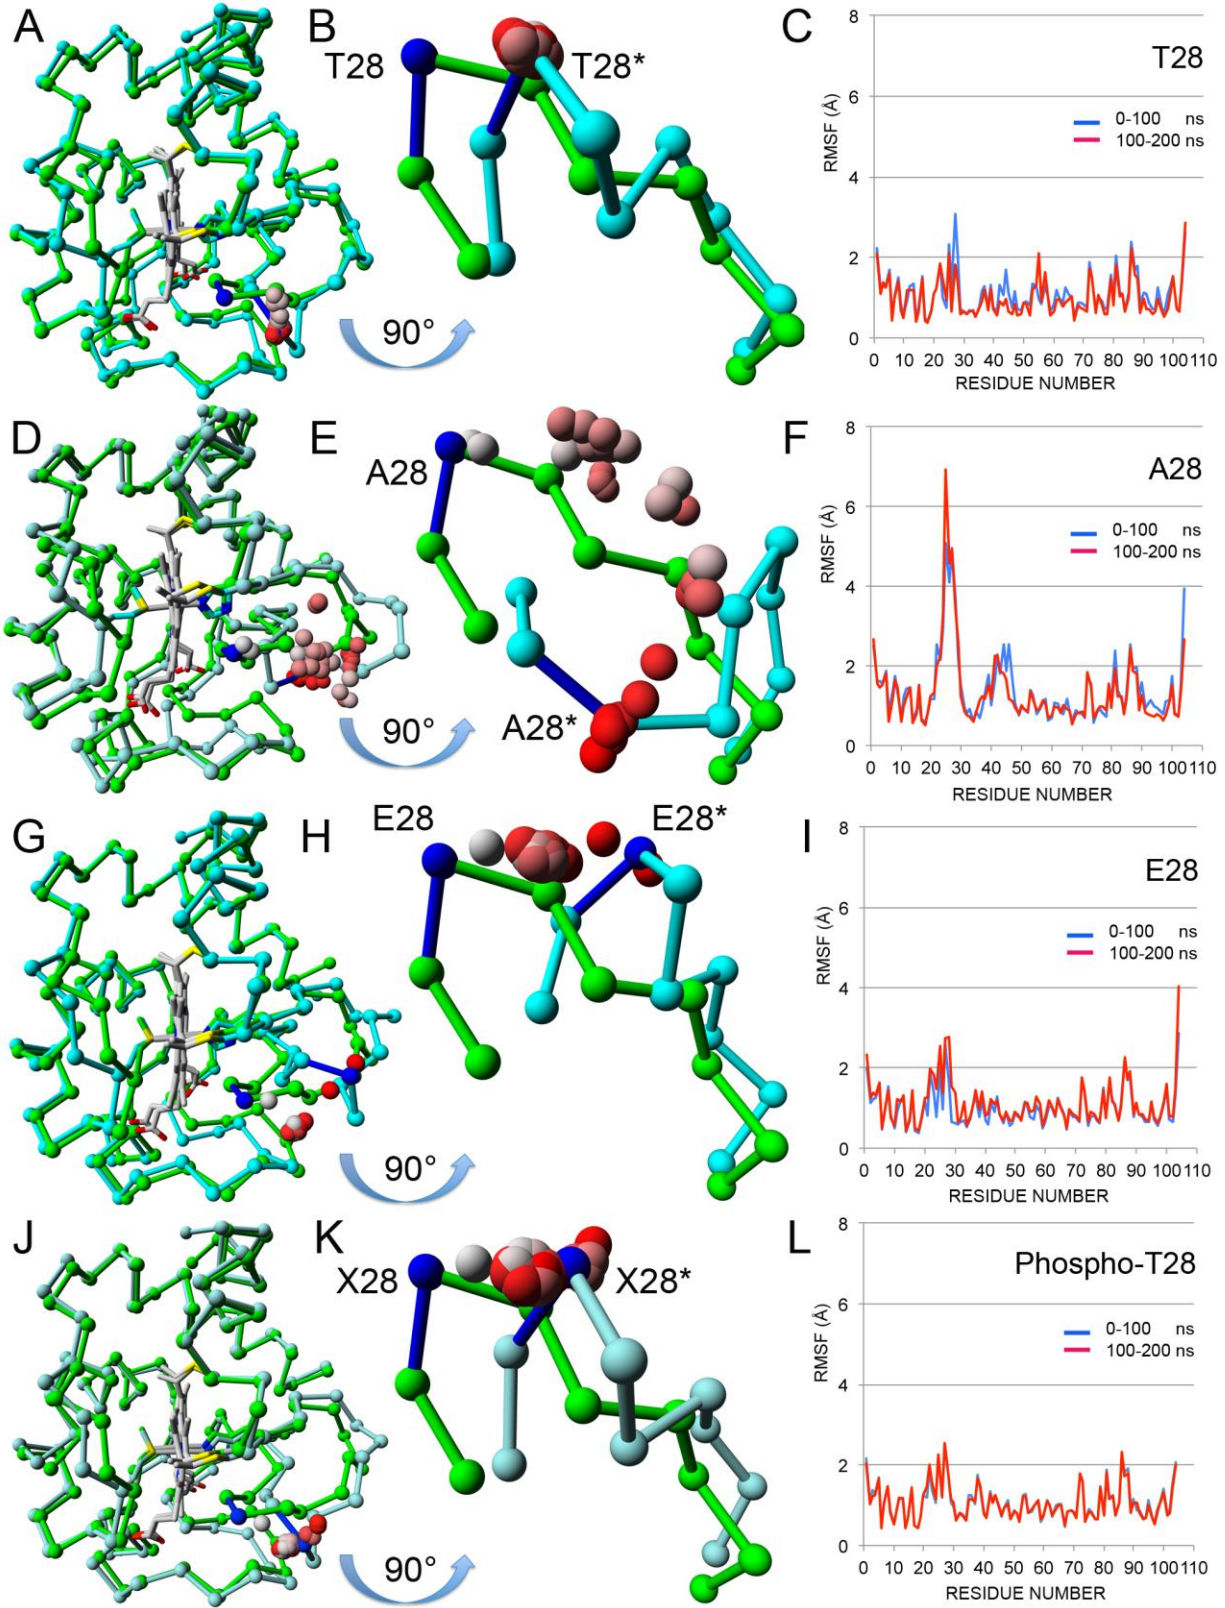 A
B
T28
T28*
90°
C
T28
RMSF (Å)
0-100 ns
100-200 ns
8
6
4
2
0
0 10 20 30 40 50 60 70 80 90 100 110
RESIDUE NUMBER
D
E
A28
A28*
90°
F
A28
RMSF (Å)
0-100 ns
100-200 ns
8
6
4
2
0
0 10 20 30 40 50 60 70 80 90 100 110
RESIDUE NUMBER
G
H
E28
E28*
90°
I
E28
RMSF (Å)
0-100 ns
100-200 ns
8
6
4
2
0
0 10 20 30 40 50 60 70 80 90 100 110
RESIDUE NUMBER
J
K
X28
X28*
90°
L
Phospho-T28
RMSF (Å)
0-100 ns
100-200 ns
8
6
4
2
0
0 10 20 30 40 50 60 70 80 90 100 110
RESIDUE NUMBER